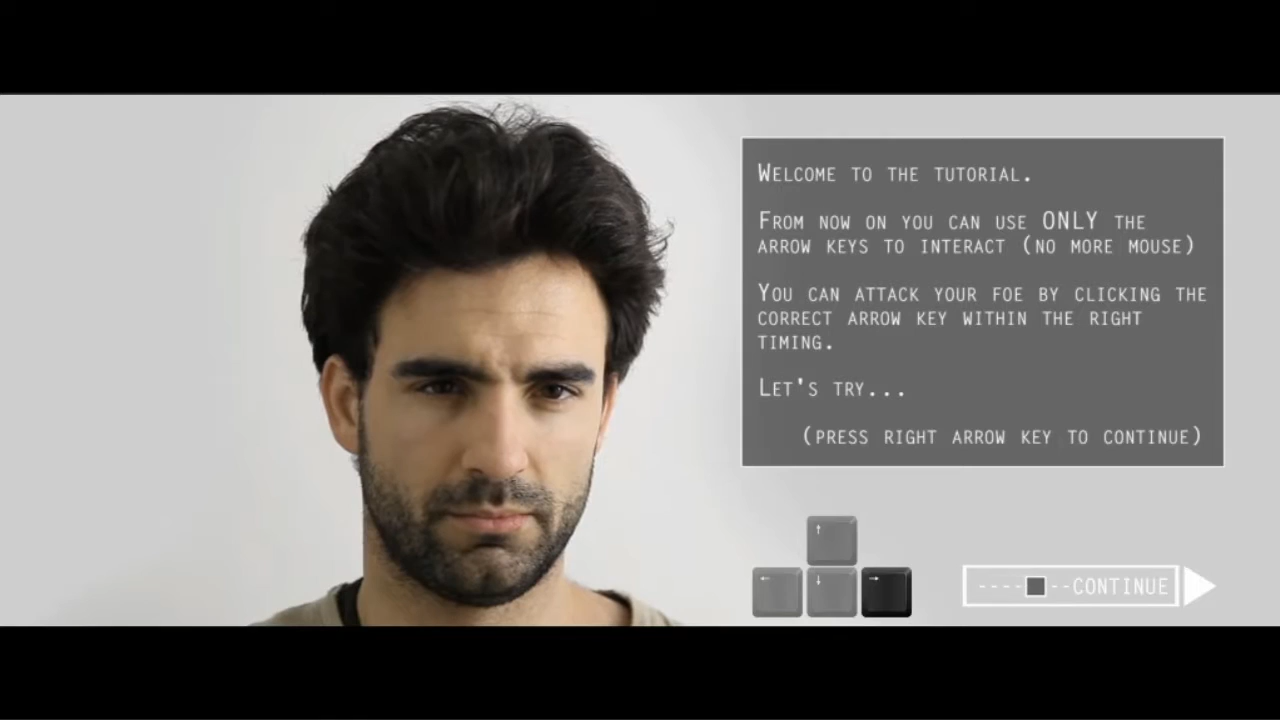 WELCOME TO THE TUTORIAL.
FROM NOW ON YOU CAN USE ONLY THE
ARROW KEYS TO INTERACT (NO MORE MOUSE)
YOU CAN ATTACK YOUR FOE BY CLICKING THE
CORRECT ARROW KEY WITHIN THE RIGHT
TIMING.
LET'S TRY...
(PRESS RIGHT ARROW KEY TO CONTINUE)
↑
← ↓ →
----■--CONTINUE